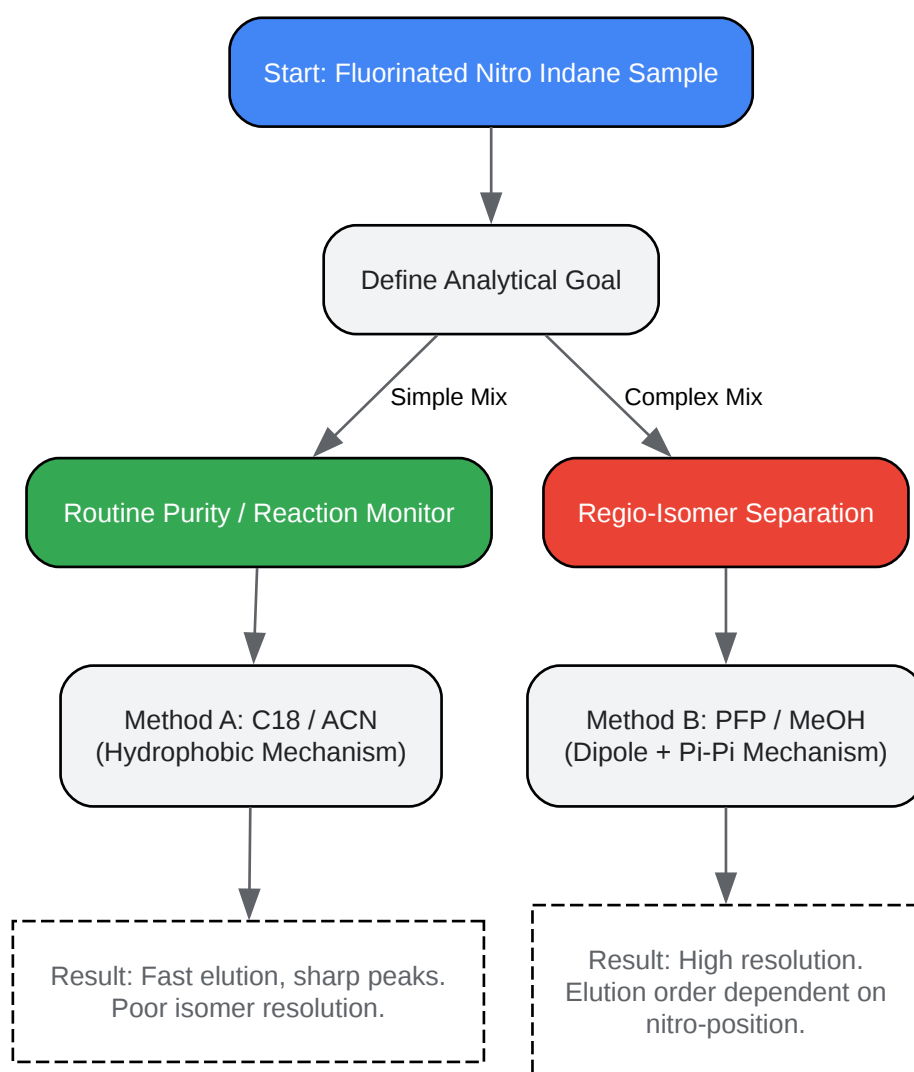 Start: Fluorinated Nitro Indane Sample
Define Analytical Goal
Simple Mix
Complex Mix
Routine Purity / Reaction Monitor
Regio-Isomer Separation
Method A: C18 / ACN
(Hydrophobic Mechanism)
Method B: PFP / MeOH
(Dipole + Pi-Pi Mechanism)
Result: Fast elution, sharp peaks.
Poor isomer resolution.
Result: High resolution.
Elution order dependent on
nitro-position.